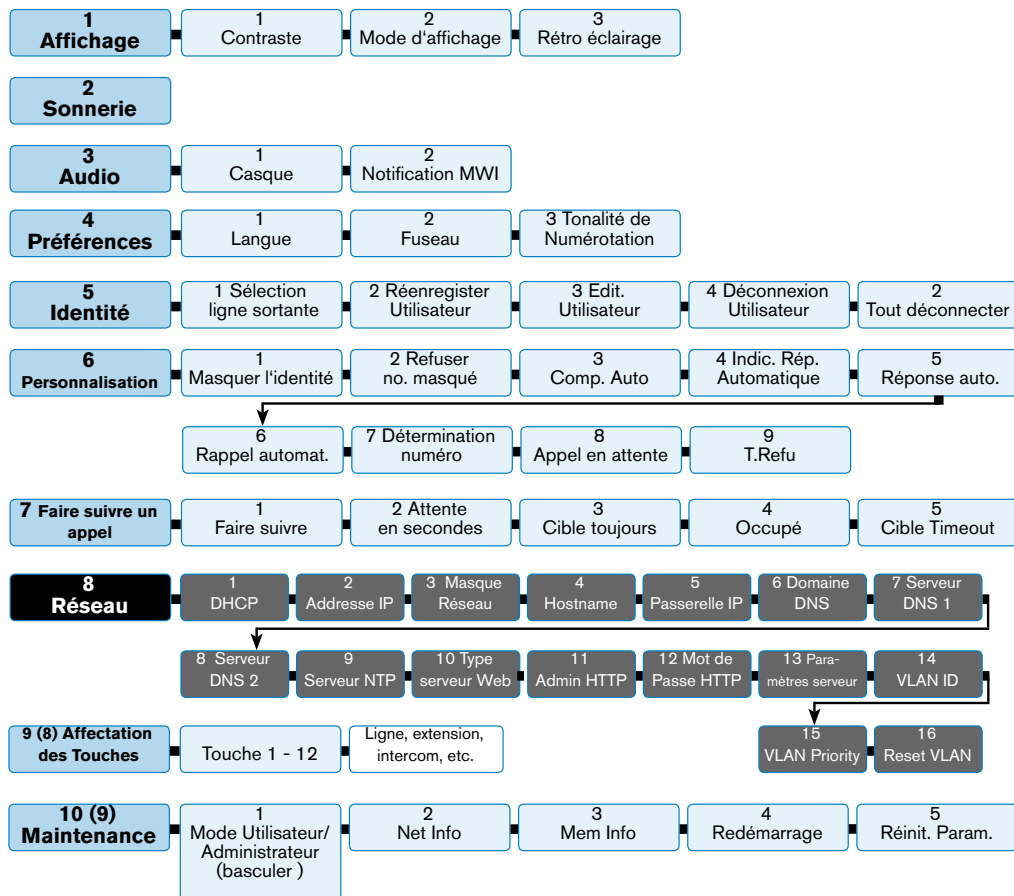 1
Affichage
1
Contraste
2
Mode d'affichage
3
Rétro éclairage
2
Sonnerie
3
Audio
1
Casque
2
Notification MWI
4
Préférences
1
Langue
2
Fuseau
3 Tonalité de
Numérotation
5
Identité
1 Sélection
ligne sortante
2 Réenregister
Utilisateur
3 Edit.
Utilisateur
4 Déconnexion
Utilisateur
2
Tout déconnecter
6
Personnalisation
1
Masquer l'identité
2 Refuser
no. masqué
3
Comp. Auto
4 Indic. Rép.
Automatique
5
Réponse auto.
6
Rappel automat.
7 Détermination
numéro
8
Appel en attente
9
T.Refu
7 Faire suivre un
appel
1
Faire suivre
2 Attente
en secondes
3
Cible toujours
4
Occupé
5
Cible Timeout
8
Réseau
1
DHCP
2
Addresse IP
3 Masque
Réseau
4
Hostname
5
Passerelle IP
6 Domaine
DNS
7 Serveur
DNS 1
8 Serveur
DNS 2
9
Serveur NTP
10 Type
serveur Web
11
Admin HTTP
12 Mot de
Passe HTTP
13 Para-
mètres serveur
14
VLAN ID
15
VLAN Priority
16
Reset VLAN
9 (8) Affectation
des Touches
Touche 1 - 12
Ligne, extension,
intercom, etc.
10 (9)
Maintenance
1
Mode Utilisateur/
Administrateur
(basculer )
2
Net Info
3
Mem Info
4
Redémarrage
5
Réinit. Param.